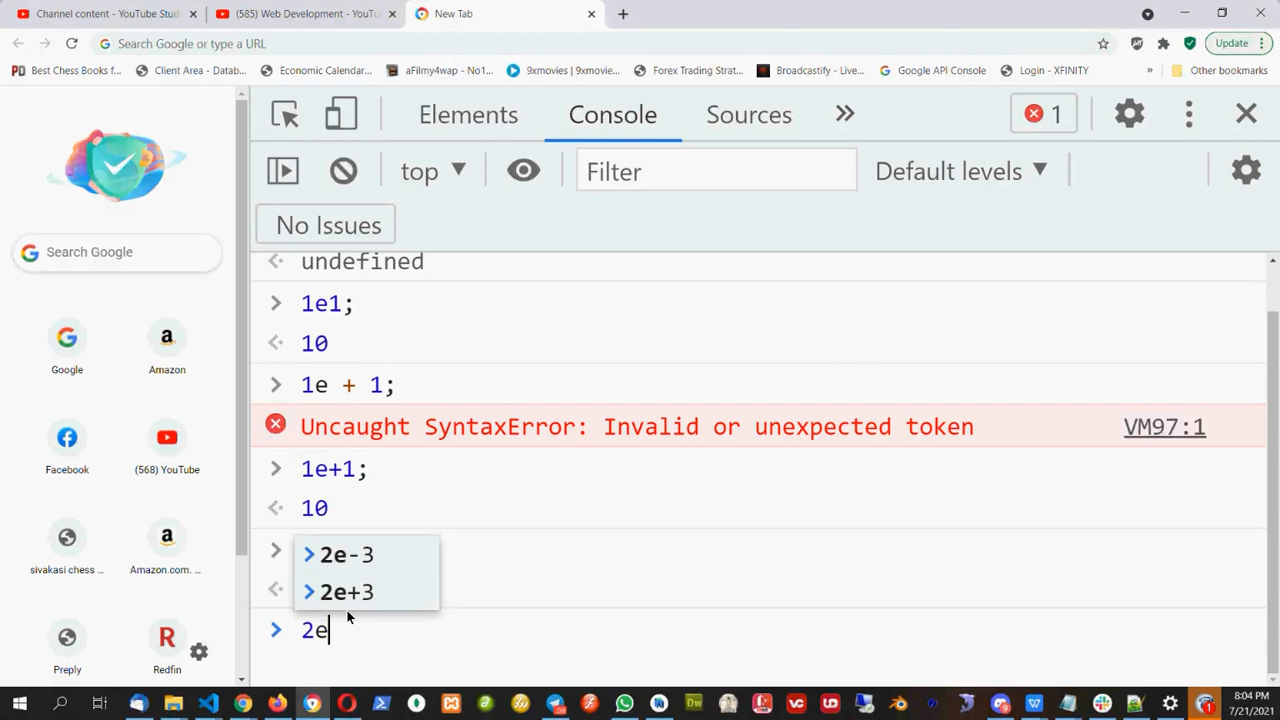 Channel content - YouTube Stud
(585) Web Development - YouTu
New Tab
Search Google or type a URL
Update
Best Chess Books f...
Client Area - Datab...
Economic Calendar...
aFilmy4wap - No1...
9xmovies | 9xmovie...
Forex Trading Strat...
Broadcastify - Live...
Google API Console
Login - XFINITY
»
Other bookmarks
Elements
Console
Sources
1
top
Filter
Default levels
No Issues
Search Google
Google
Amazon
Facebook
(568) YouTube
sivakasi chess ...
Amazon.com. ...
Preply
Redfin
undefined
1e1;
10
1e + 1;
Uncaught SyntaxError: Invalid or unexpected token
VM97:1
1e+1;
10
2e-3
2e+3
2e
8:04 PM
7/21/2021